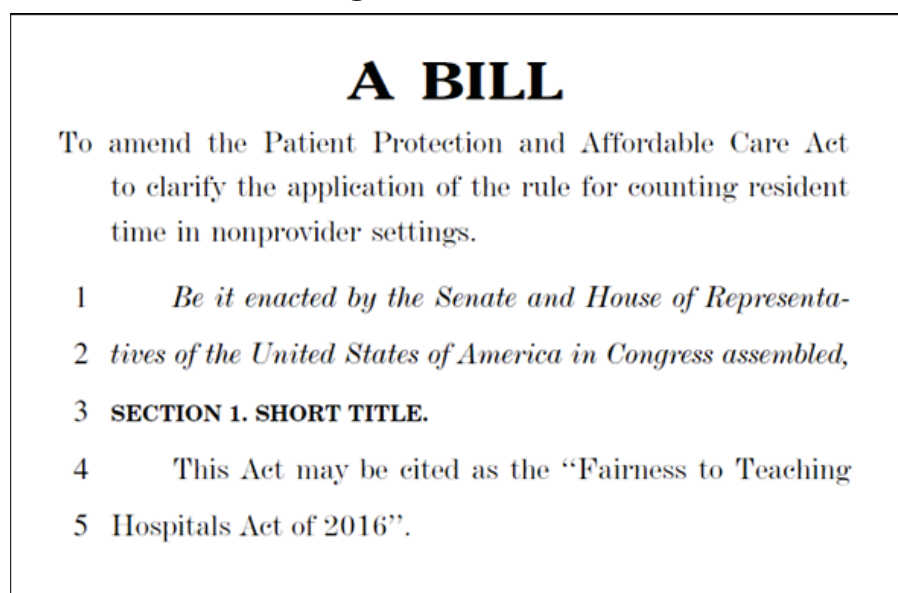 A BILL
To amend the Patient Protection and Affordable Care Act
to clarify the application of the rule for counting resident
time in nonprovider settings.
1 Be it enacted by the Senate and House of Representa-
2 tives of the United States of America in Congress assembled,
3 SECTION 1. SHORT TITLE.
4 This Act may be cited as the ‘‘Fairness to Teaching
5 Hospitals Act of 2016’’.